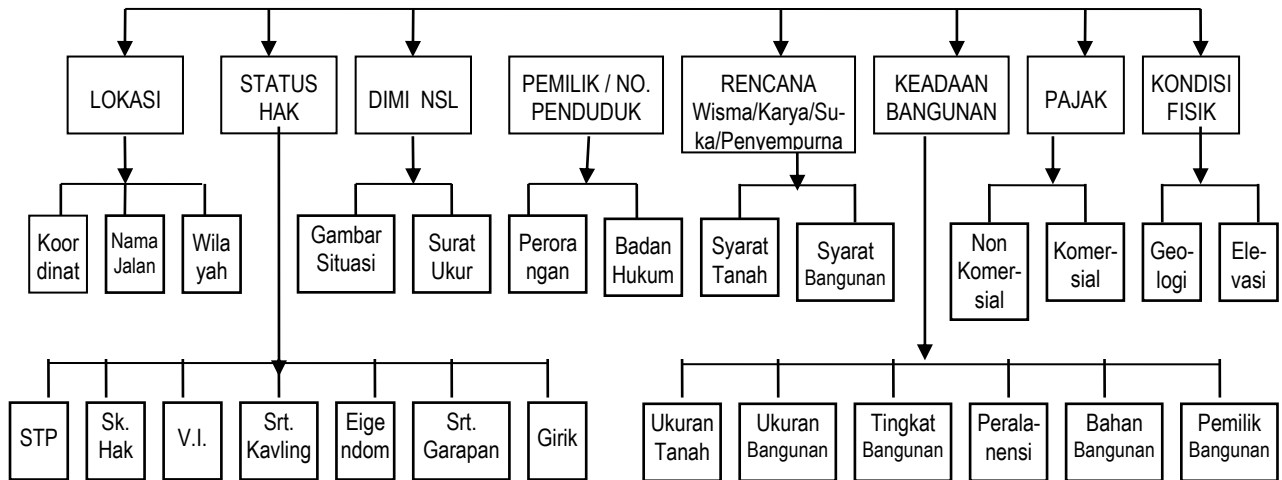 LOKASI
STATUS
HAK
DIMI NSL
PEMILIK / NO.
PENDUDUK
RENCANA
Wisma/Karya/Su-
ka/Penyempurna
KEADAAN
BANGUNAN
PAJAK
KONDISI
FISIK
Koor
dinat
Nama
Jalan
Wila
yah
Gambar
Situasi
Surat
Ukur
Perora
ngan
Badan
Hukum
Syarat
Tanah
Syarat
Bangunan
Non
Komer-
sial
Komer-
sial
Geo-
logi
Ele-
vasi
STP
Sk.
Hak
V.I.
Srt.
Kavling
Eige
ndom
Srt.
Garapan
Girik
Ukuran
Tanah
Ukuran
Bangunan
Tingkat
Bangunan
Perala-
nensi
Bahan
Bangunan
Pemilik
Bangunan